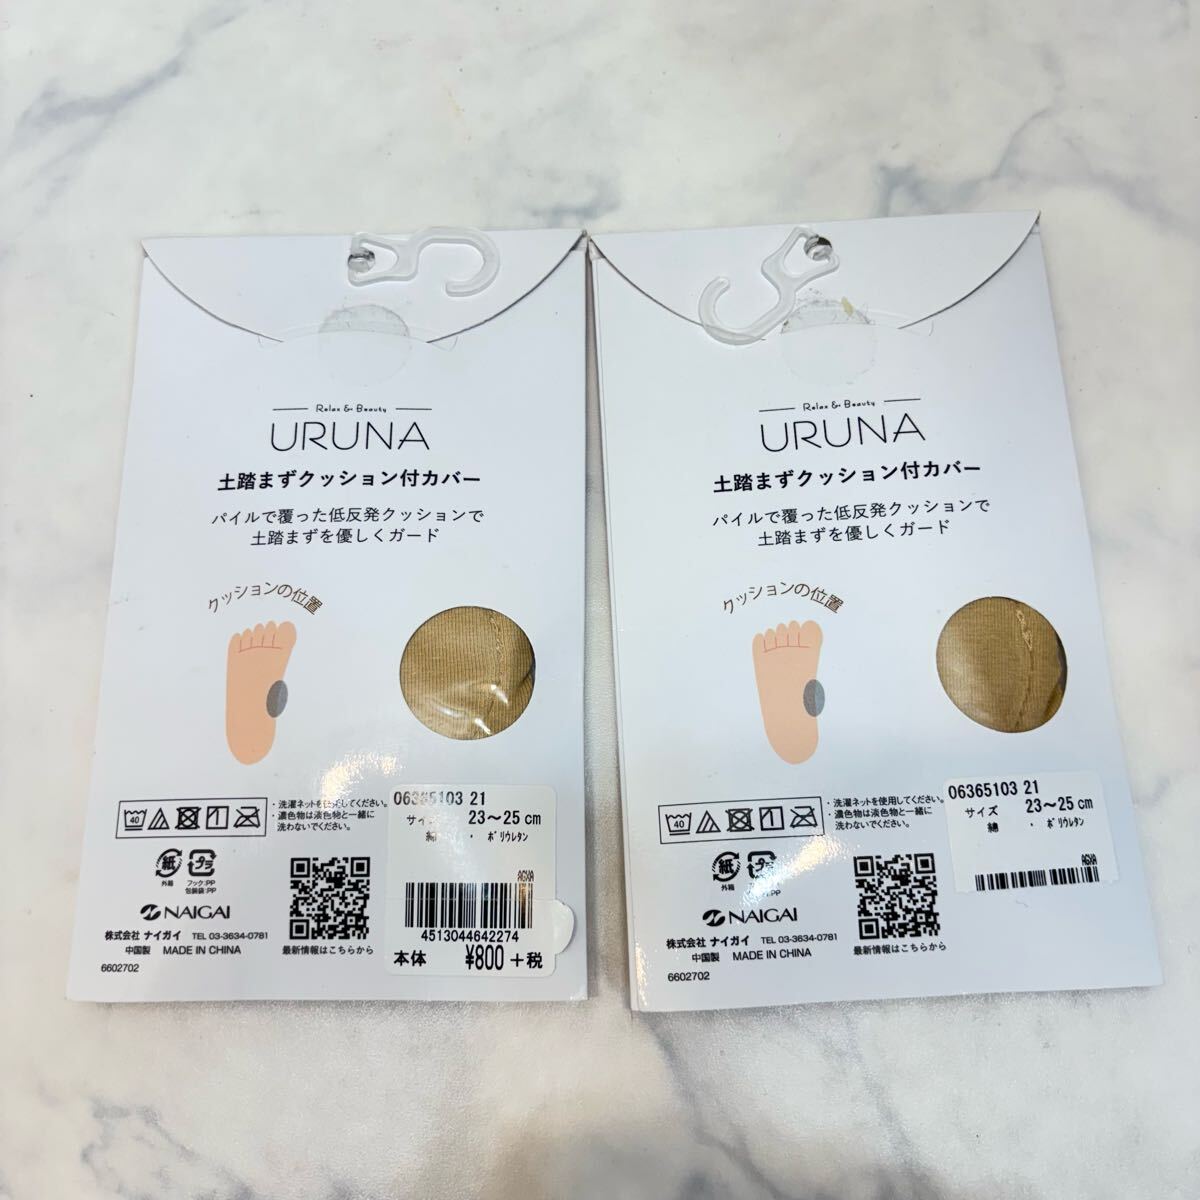 Relax & Beauty
URUNA
土踏まずクッション付カバー
パイルで覆った低反発クッションで
土踏まずを優しくガード
クッションの位置
40
・洗濯ネットを使用してください。
・濃色物は淡色物と一緒に
洗わないでください。
紙
外箱
プラ
フック:PP
包装袋:PP
NAIGAI
株式会社 ナイガイ TEL 03-3634-0781
中国製 MADE IN CHINA
6602702
最新情報はこちらから
06365103 21
サイズ 23〜25 cm
綿 ・ ポリウレタン
AGXA
4513044642274
本体 ¥800 +税
Relax & Beauty
URUNA
土踏まずクッション付カバー
パイルで覆った低反発クッションで
土踏まずを優しくガード
クッションの位置
40
・洗濯ネットを使用してください。
・濃色物は淡色物と一緒に
洗わないでください。
紙
外箱
プラ
PP
NAIGAI
株式会社 ナイガイ TEL 03-3634-0781
中国製 MADE IN CHINA
6602702
最新情報はこちらから
06365103 21
サイズ 23〜25 cm
綿 ・ ポリウレタン
AGXA